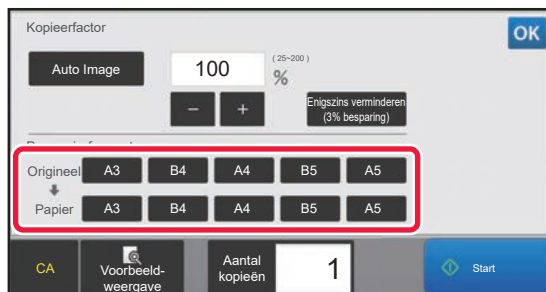 Kopieerfactor
OK
Auto Image
100
(25~200)
%
−
+
Enigszins verminderen
(3% besparing)
Origineel A3 B4 A4 B5 A5
Papier A3 B4 A4 B5 A5
CA
Voorbeeld-
weergave
Aantal
kopieën
1
Start